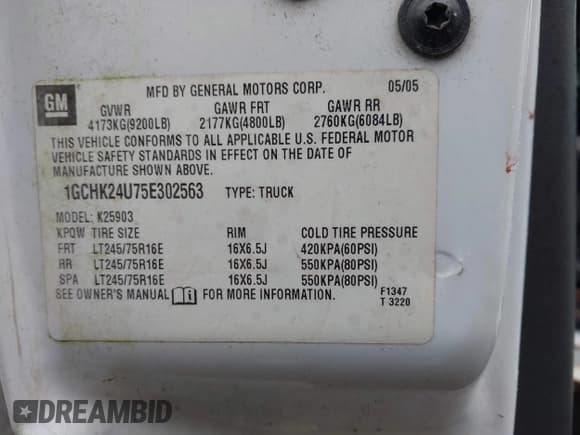 GM
MFD BY GENERAL MOTORS CORP. 05/05
GVWR GAWR FRT GAWR RR
4173KG(9200LB) 2177KG(4800LB) 2760KG(6084LB)
THIS VEHICLE CONFORMS TO ALL APPLICABLE U.S. FEDERAL MOTOR
VEHICLE SAFETY STANDARDS IN EFFECT ON THE DATE OF
MANUFACTURE SHOWN ABOVE.
1GCHK24U75E302563 TYPE: TRUCK
MODEL: K25903
KPQW TIRE SIZE RIM COLD TIRE PRESSURE
FRT LT245/75R16E 16X6.5J 420KPA(60PSI)
RR LT245/75R16E 16X6.5J 550KPA(80PSI)
SPA LT245/75R16E 16X6.5J 550KPA(80PSI)
SEE OWNER'S MANUAL FOR MORE INFORMATION. F1347
T 3220
DREAMBID